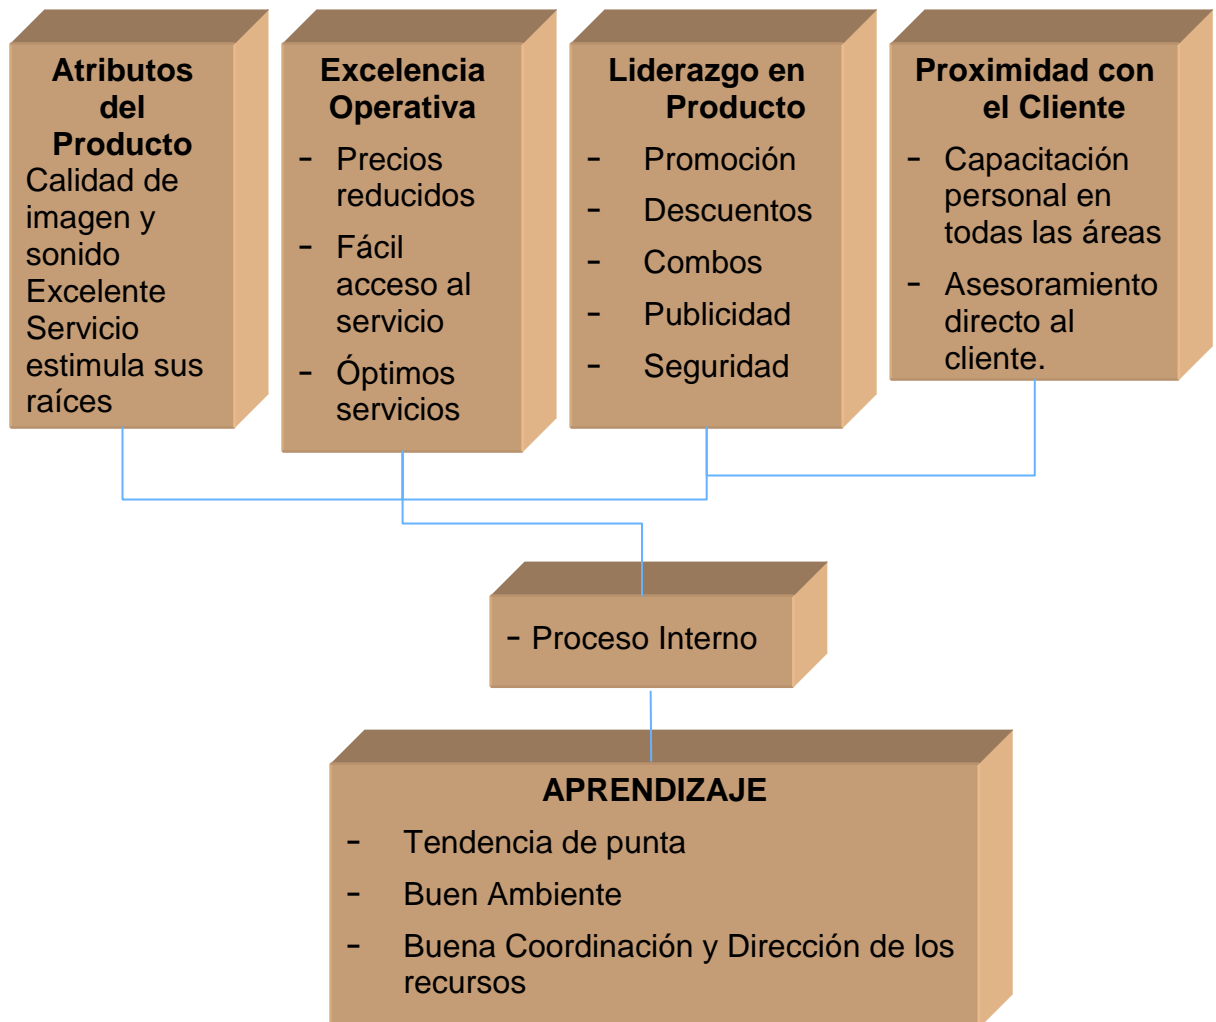 Atributos
del
Producto
Calidad de
imagen y
sonido
Excelente
Servicio
estimula sus
raíces
Excelencia
Operativa
- Precios
reducidos
- Fácil
acceso al
servicio
- Óptimos
servicios
Liderazgo en
Producto
- Promoción
- Descuentos
- Combos
- Publicidad
- Seguridad
Proximidad con
el Cliente
- Capacitación
personal en
todas las áreas
- Asesoramiento
directo al
cliente.
- Proceso Interno
APRENDIZAJE
- Tendencia de punta
- Buen Ambiente
- Buena Coordinación y Dirección de los
recursos